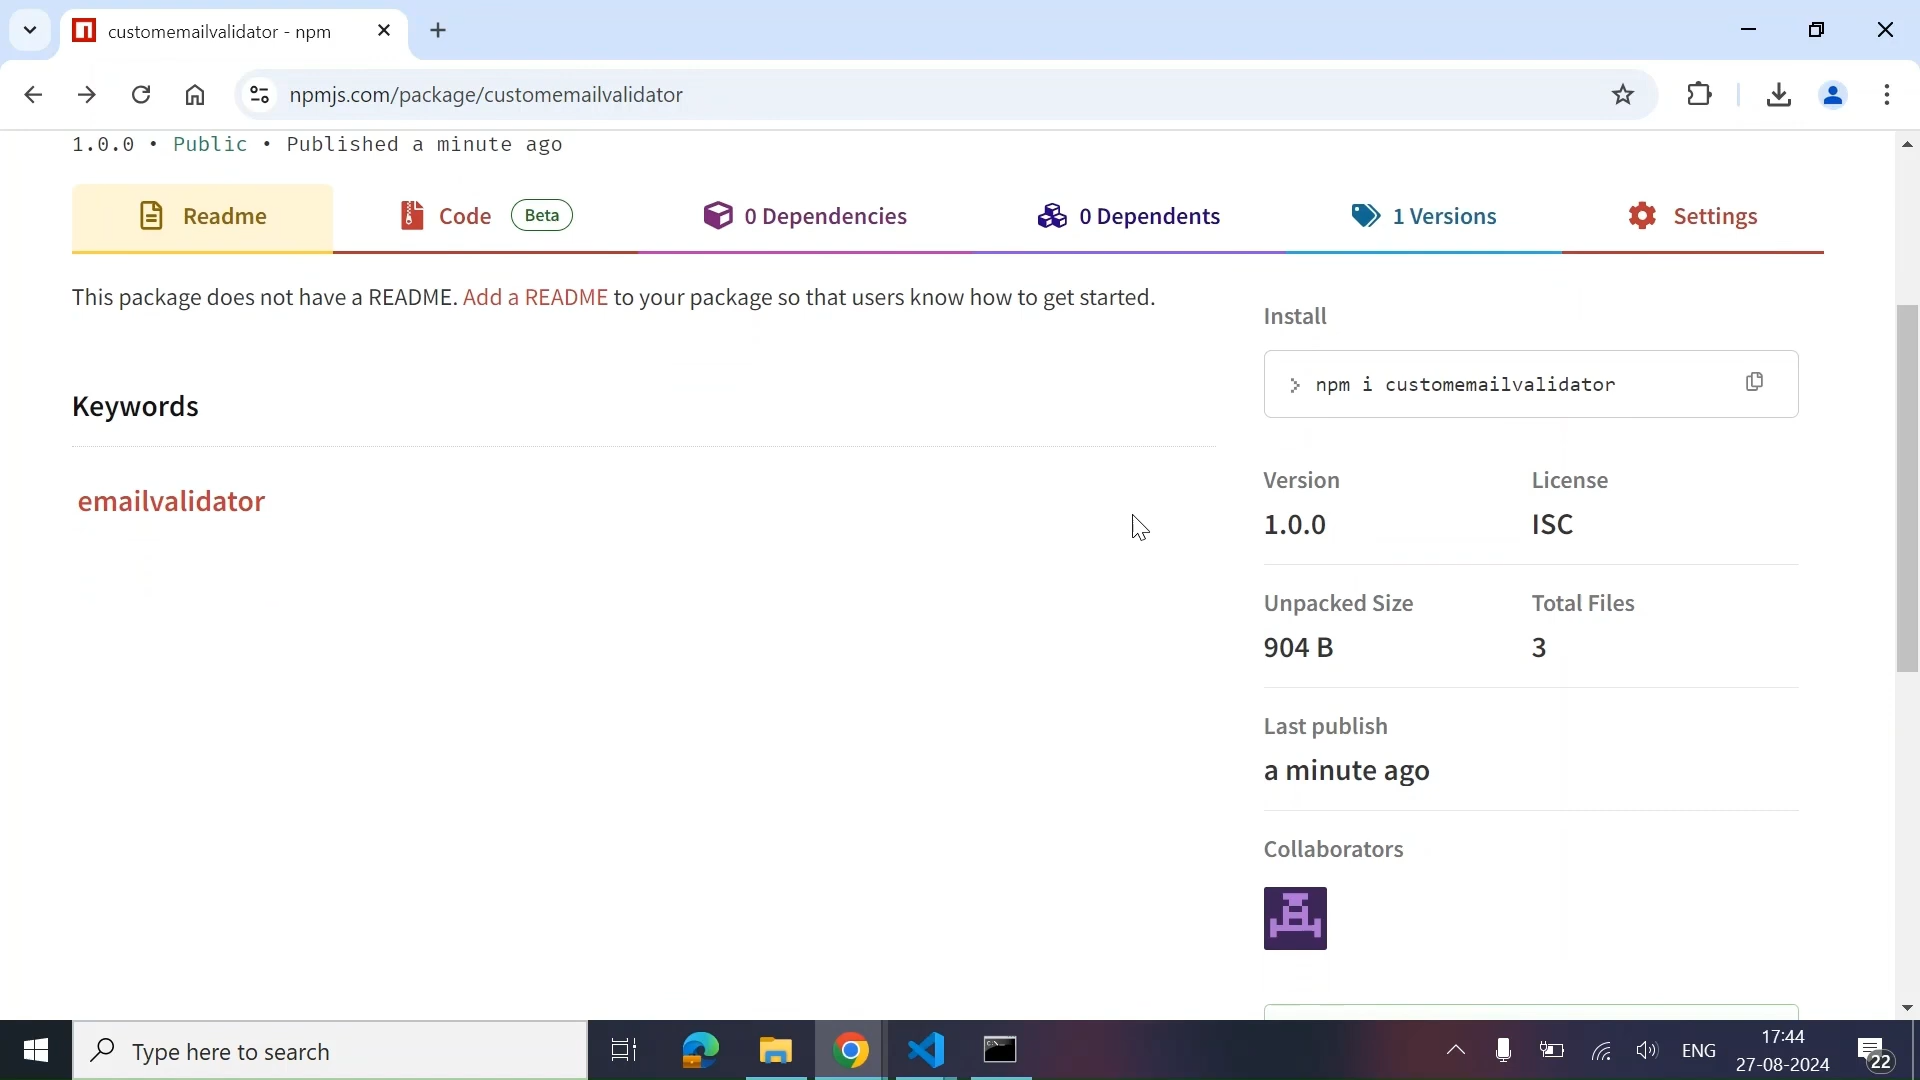 customemailvalidator - npm
npmjs.com/package/customemailvalidator
1.0.0 • Public • Published a minute ago
Readme
Code Beta
0 Dependencies
0 Dependents
1 Versions
Settings
This package does not have a README. Add a README to your package so that users know how to get started.
Install
npm i customemailvalidator
Keywords
emailvalidator
Version
License
1.0.0
ISC
Unpacked Size
Total Files
904 B
3
Last publish
a minute ago
Collaborators
Type here to search
ENG
17:44
27-08-2024
22